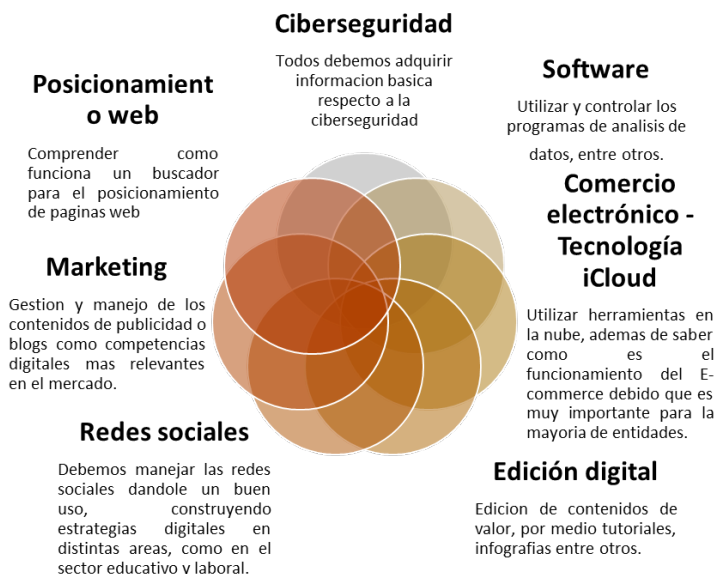 Ciberseguridad
Todos debemos adquirir
informacion basica
respecto a la
ciberseguridad
Software
Utilizar y controlar los
programas de analisis de
datos, entre otros.
Comercio
electrónico -
Tecnología
iCloud
Utilizar herramientas en
la nube, ademas de saber
como es el
funcionamiento del E-
commerce debido que es
muy importante para la
mayoria de entidades.
Edición digital
Edicion de contenidos de
valor, por medio tutoriales,
infografias entre otros.
Redes sociales
Debemos manejar las redes
sociales dandole un buen
uso, construyendo
estrategias digitales en
distintas areas, como en el
sector educativo y laboral.
Marketing
Gestion y manejo de los
contenidos de publicidad o
blogs como competencias
digitales mas relevantes
en el mercado.
Posicionamient
o web
Comprender como
funciona un buscador
para el posicionamiento
de paginas web